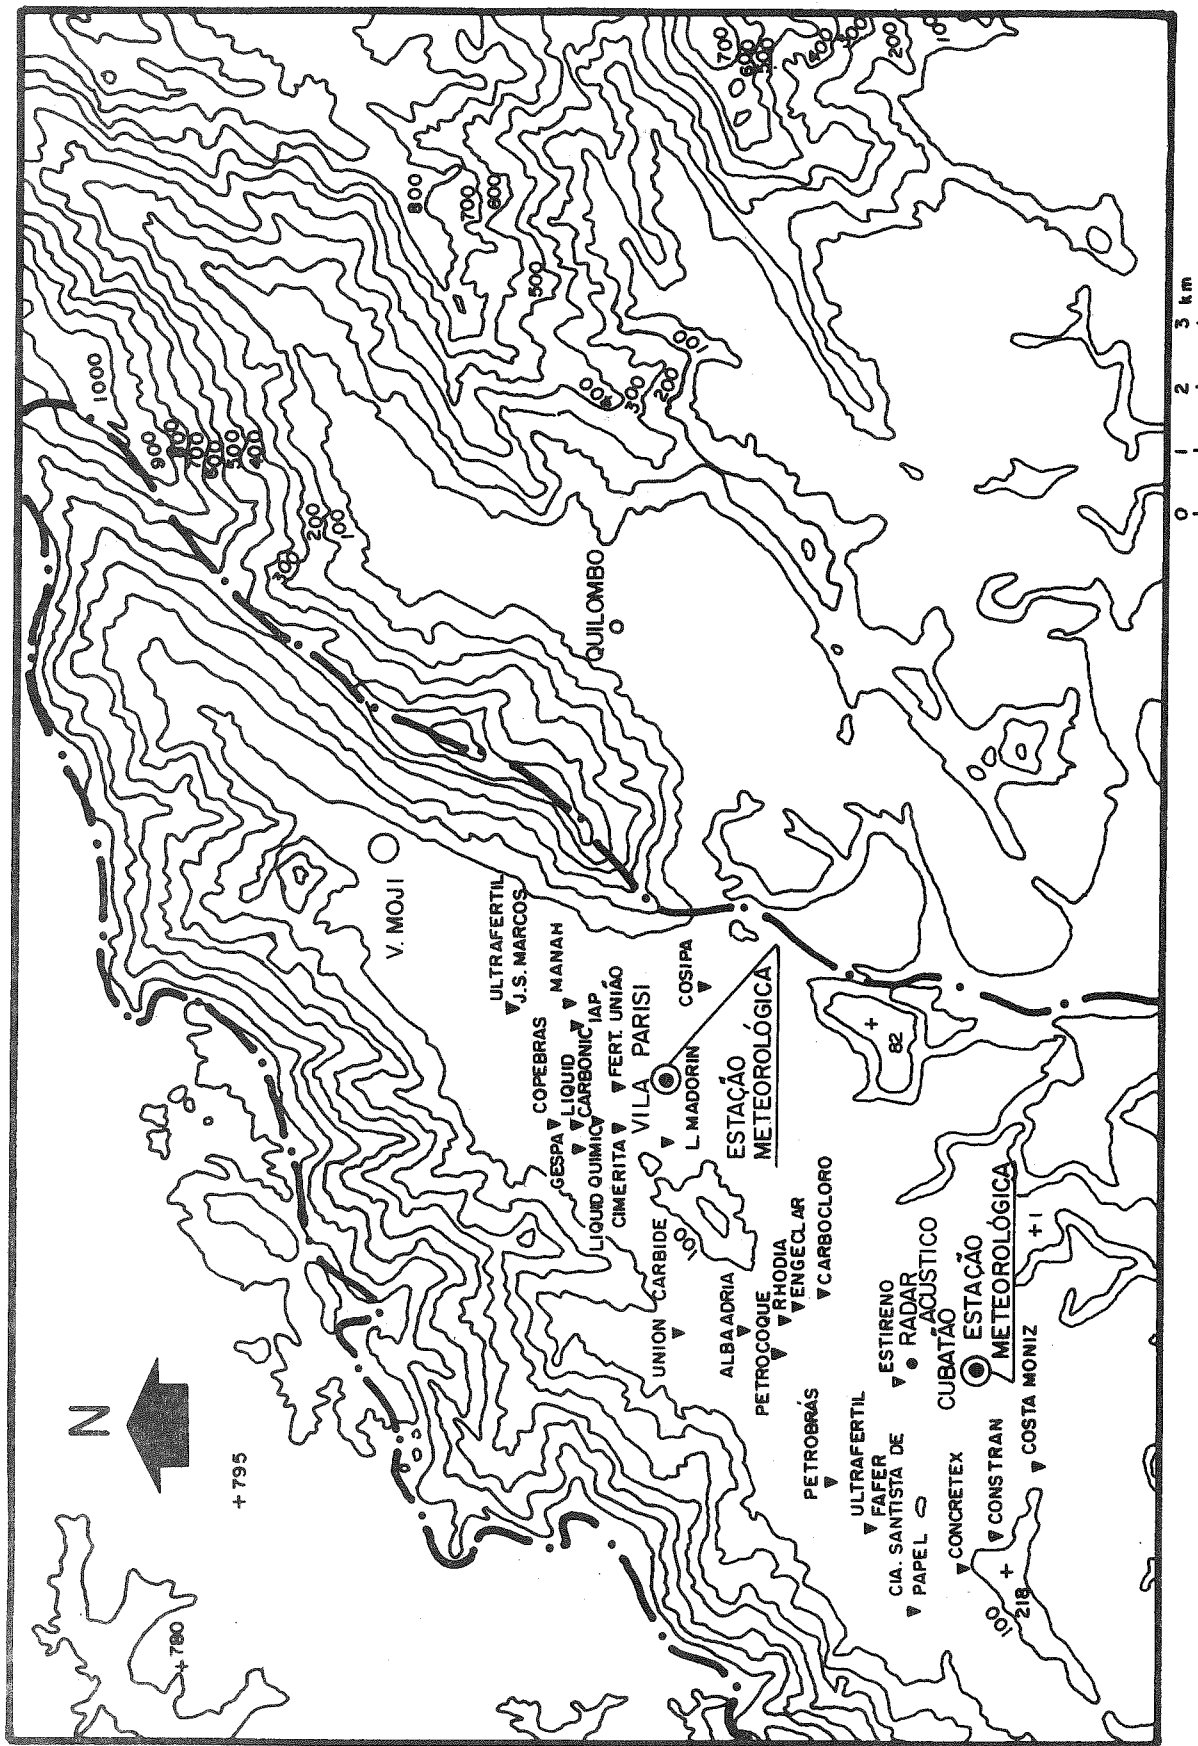 N
+ 795
+ 780
1000
900
700
600
500
400
300
200
100
800
700
600
500
400
300
200
100
700
600
500
400
200
V. MOJI
QUILOMBO
ULTRAFERTIL
J.S. MARCOS
MANAH
COPEBRAS
LIQUID
CARBONIC
IAP
FERT. UNIÃO
GESPA
LIQUID QUIMICA
CIMERITA
VILA PARISI
COSIPA
L. MADORIN
ESTAÇÃO
METEOROLÓGICA
UNION CARBIDE
100
ALBA ADRIA
PETROCOQUE
RHODIA
ENGECLAR
CARBOCLORO
82
PETROBRÁS
ULTRAFERTIL
FAFER
CIA. SANTISTA DE
PAPEL
ESTIRENO
RADAR
ACUSTICO
CUBATÃO
ESTAÇÃO
METEOROLÓGICA
+ 1
CONCRETEX
CONSTRAN
COSTA MONIZ
100
218
0 1 2 3 km